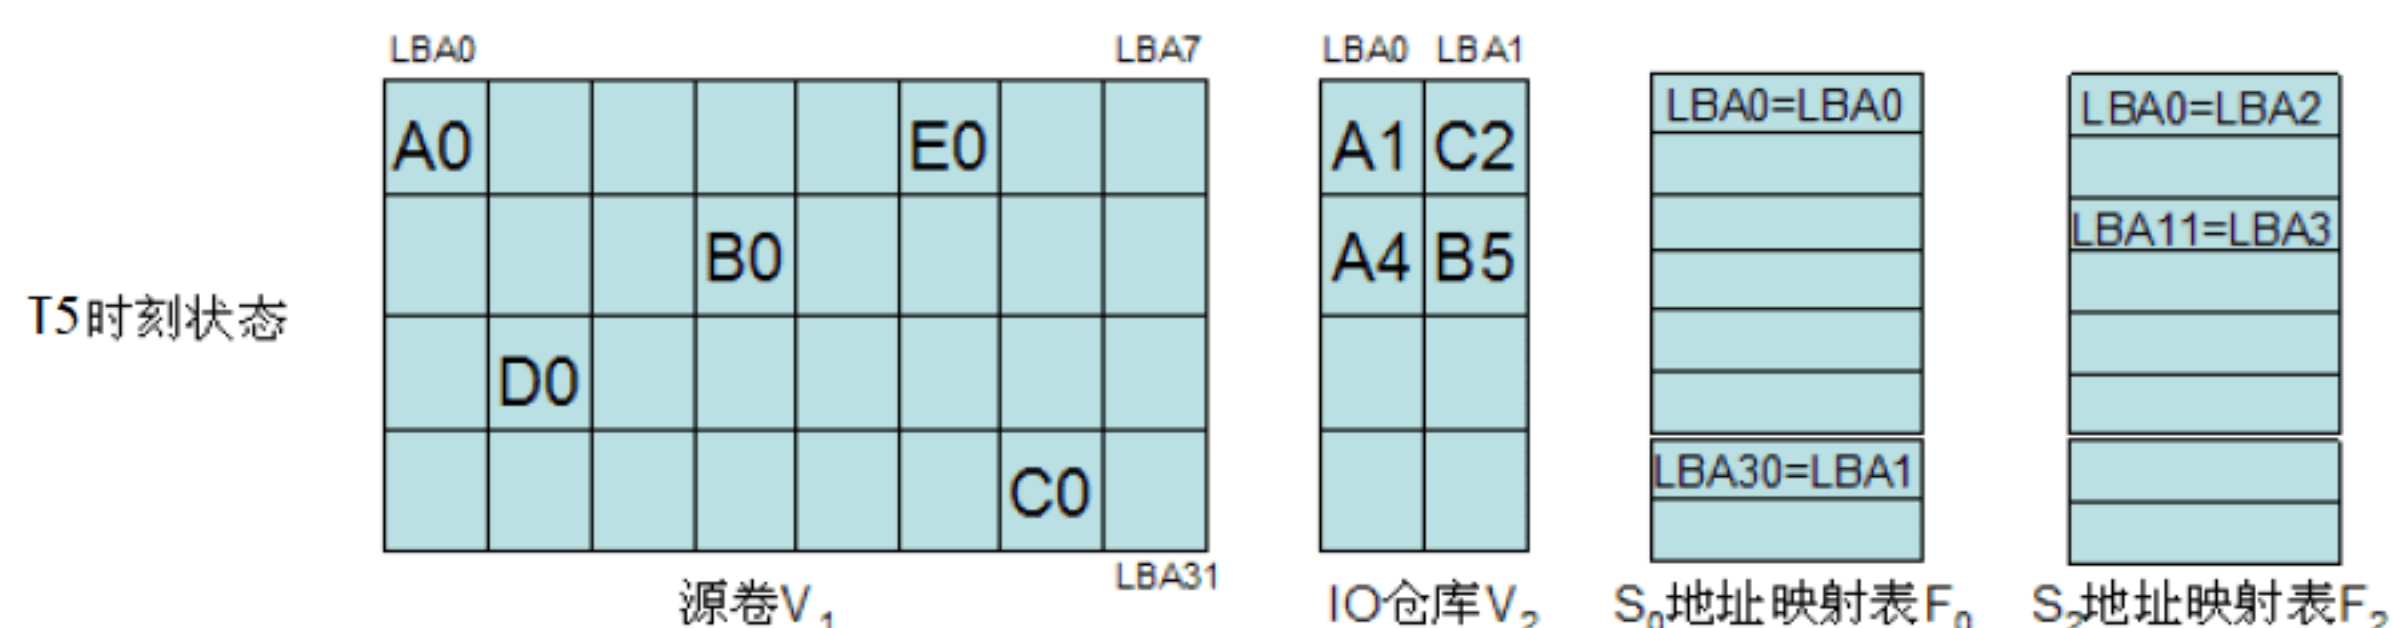 LBA0 LBA7 LBA0 LBA1
A0 E0 A1 C2 LBA0=LBA0 LBA0=LBA2
B0 A4 B5 LBA11=LBA3
T5时刻状态
D0
C0 LBA30=LBA1
LBA31
源卷V1 IO仓库V2 S0地址映射表F0 S2地址映射表F2